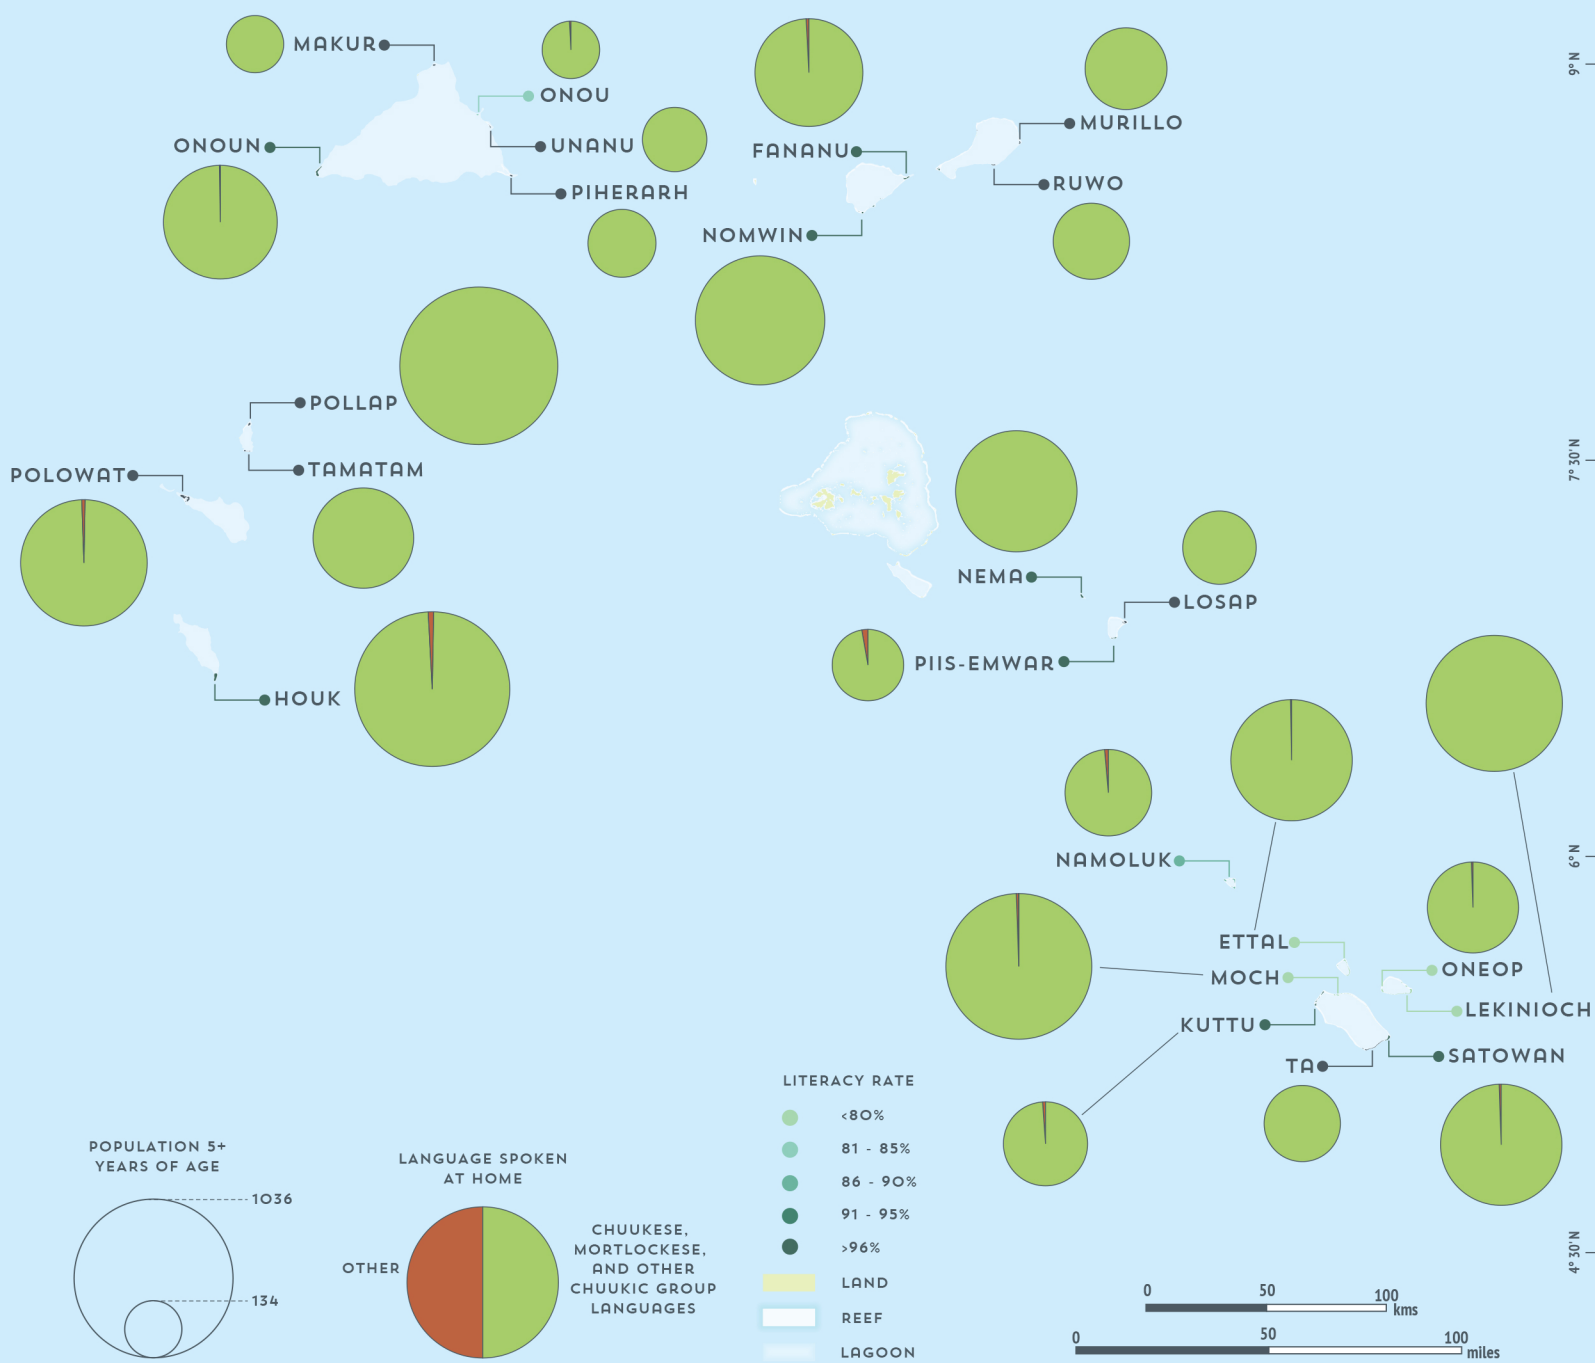 MAKUR
ONOU
ONOUN
UNANU
PIHERARH
FANANU
MURILLO
RUWO
NOMWIN
9°N
POLLAP
TAMATAM
POLOWAT
HOUK
7°30'N
NEMA
LOSAP
PIIS-EMWAR
NAMOLUK
6°N
ETTAL
MOCH
KUTTU
ONEOP
LEKINIOCH
SATOWAN
TA
4°30'N
POPULATION 5+
YEARS OF AGE
1036
134
LANGUAGE SPOKEN
AT HOME
OTHER
CHUUKESE,
MORTLOCKESE,
AND OTHER
CHUUKIC GROUP
LANGUAGES
LITERACY RATE
<80%
81 - 85%
86 - 90%
91 - 95%
>96%
LAND
REEF
LAGOON
0 50 100
kms
0 50 100
miles